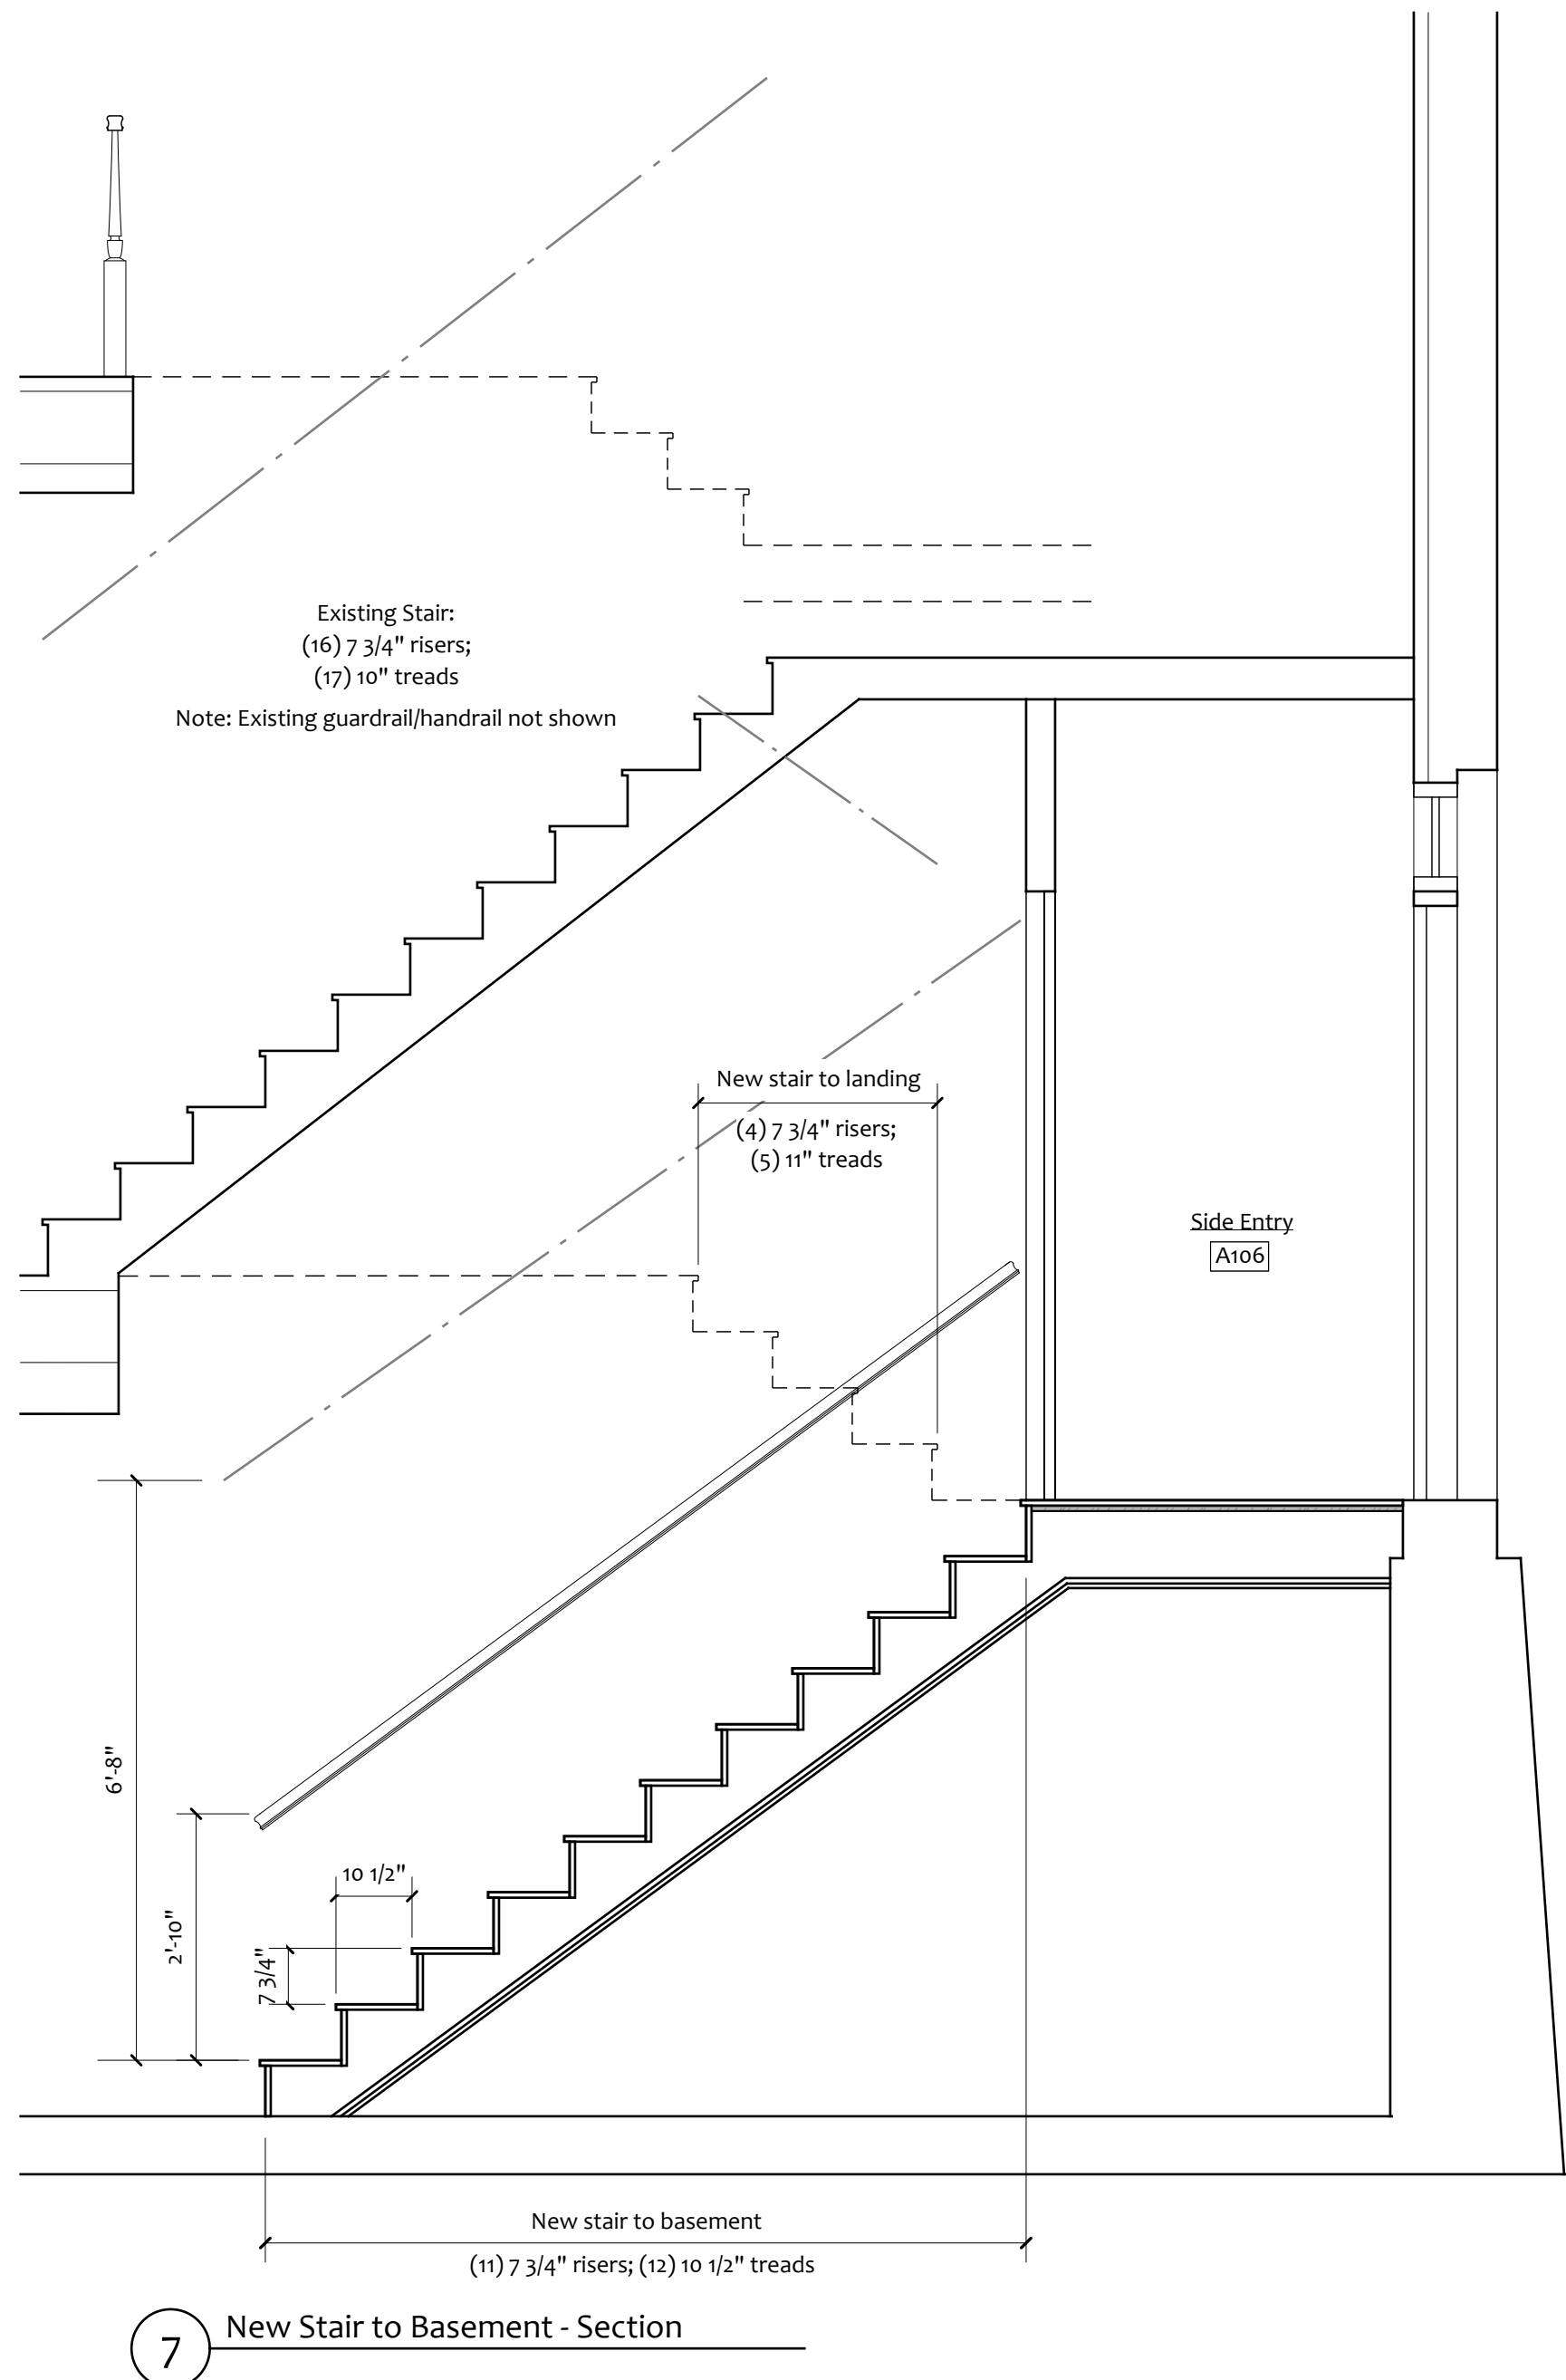 Existing Stair:
(16) 7 3/4" risers;
(17) 10" treads
Note: Existing guardrail/handrail not shown
New stair to landing
(4) 7 3/4" risers;
(5) 11" treads
Side Entry
A106
6'-8"
2'-10"
10 1/2"
7 3/4"
New stair to basement
(11) 7 3/4" risers; (12) 10 1/2" treads
7
New Stair to Basement - Section